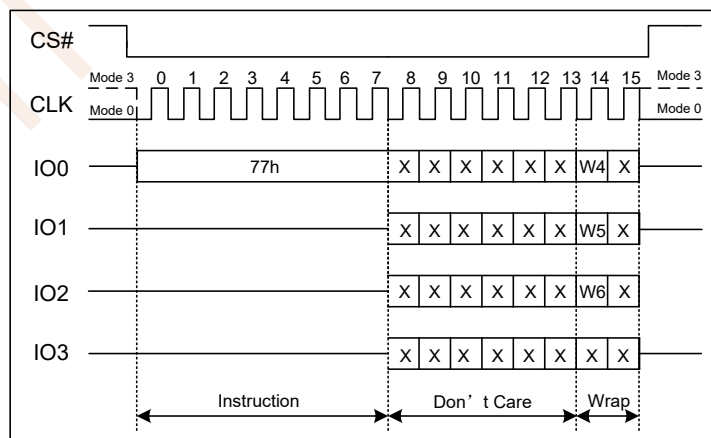 CS#
Mode 3 0 1 2 3 4 5 6 7 8 9 10 11 12 13 14 15 Mode 3
CLK
Mode 0 Mode 0
IO0 77h X X X X X X W4 X
IO1 X X X X X X W5 X
IO2 X X X X X X W6 X
IO3 X X X X X X X X
Instruction Don’t Care Wrap